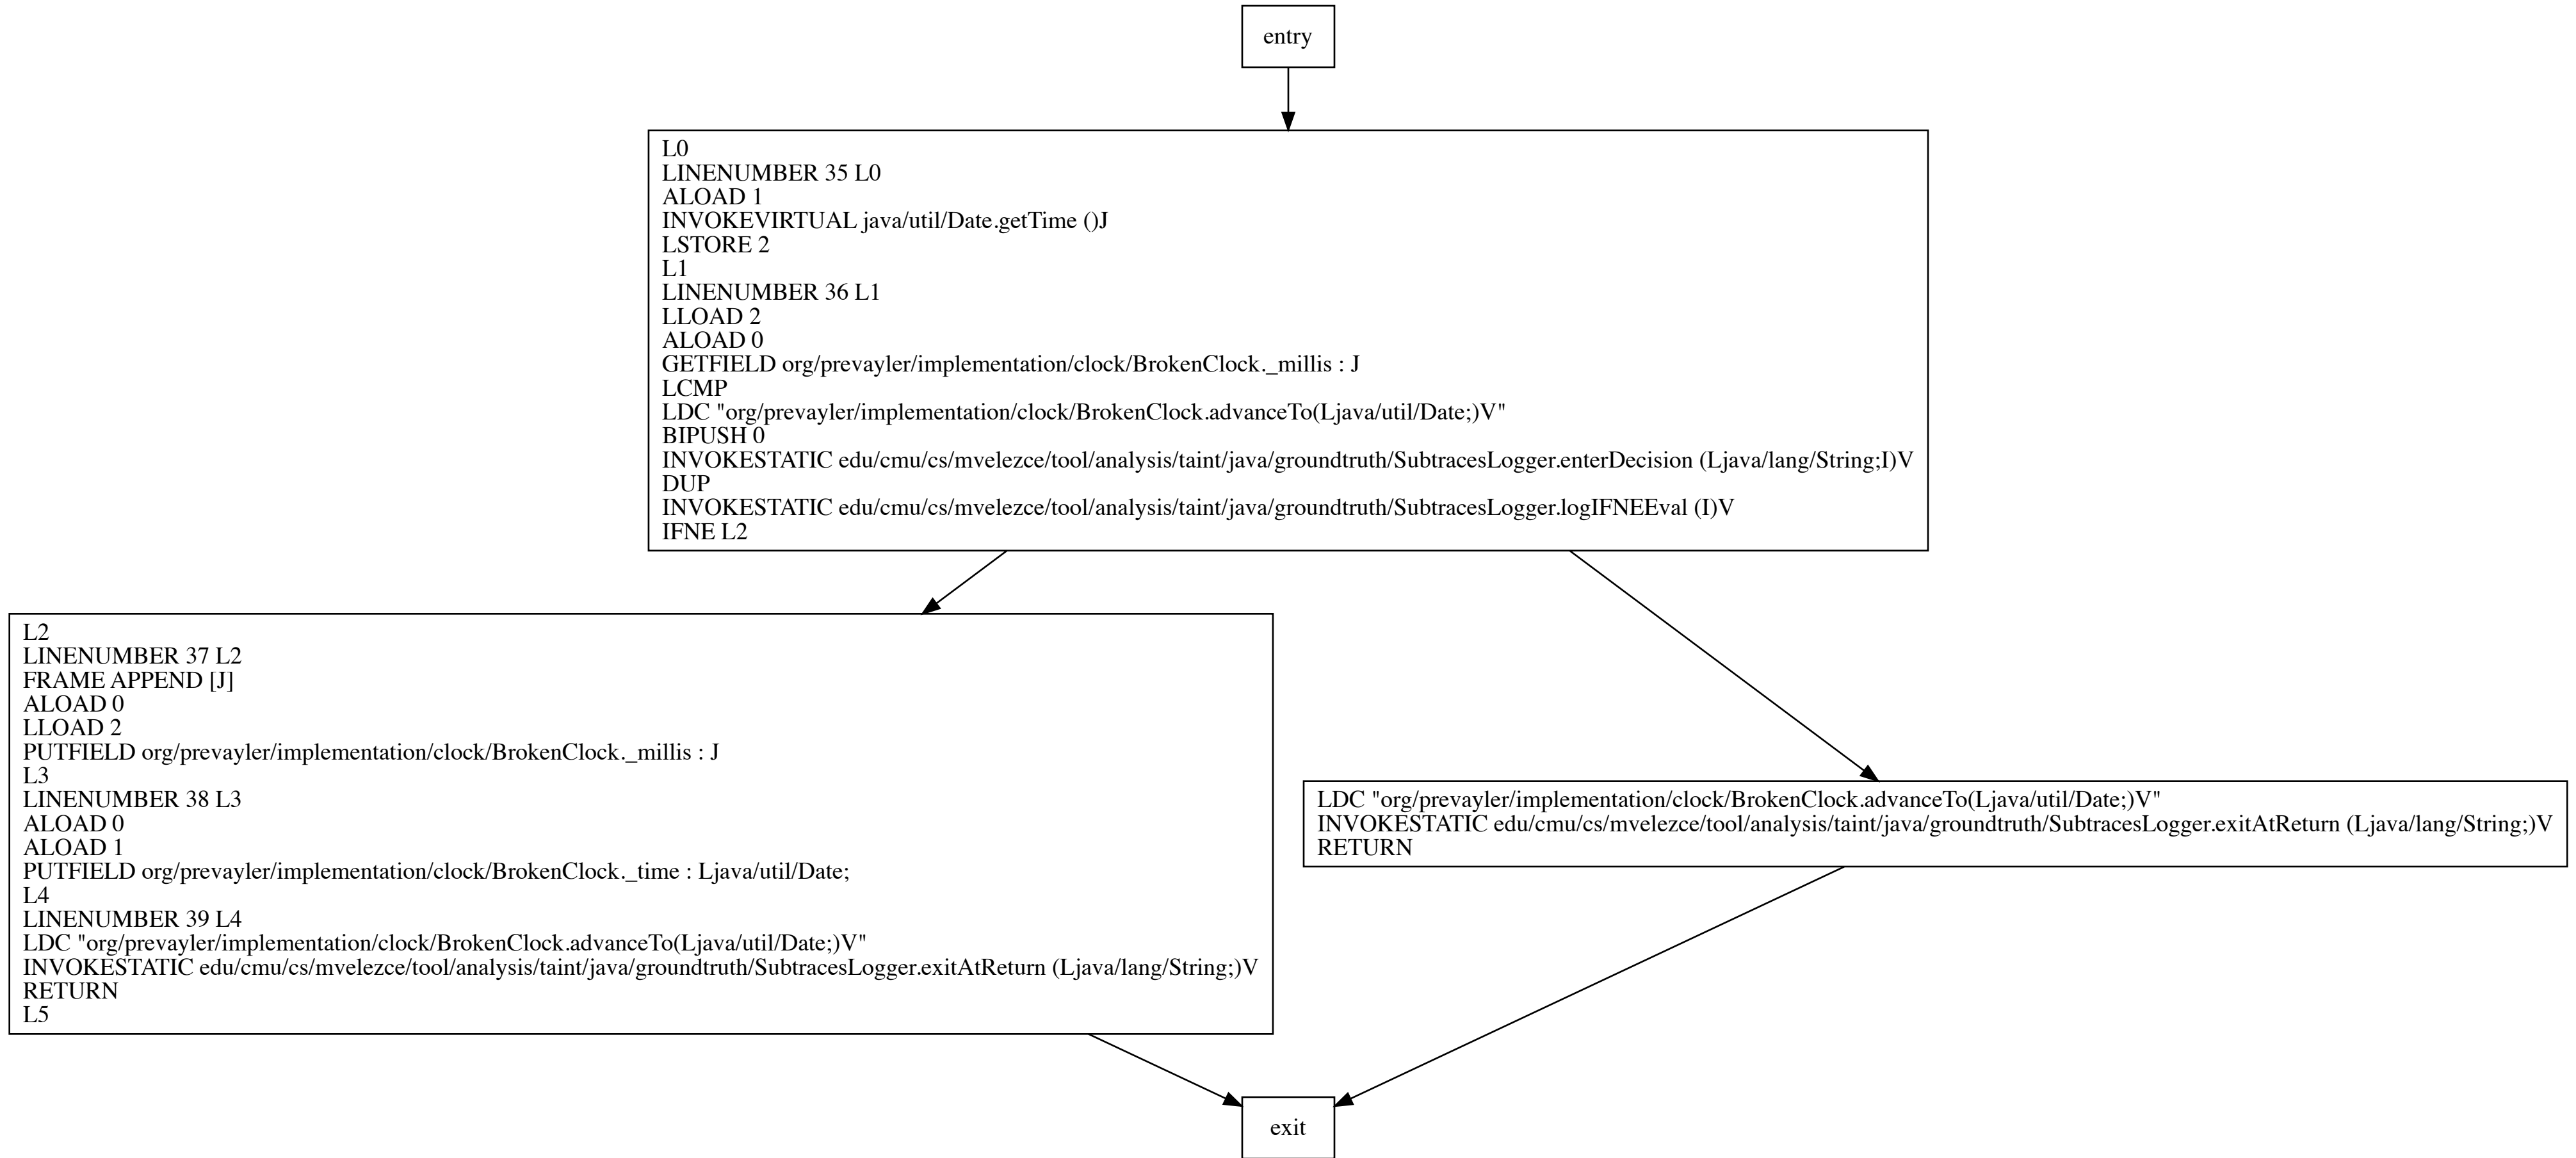 entry
L0
LINENUMBER 35 L0
ALOAD 1
INVOKEVIRTUAL java/util/Date.getTime ()J
LSTORE 2
L1
LINENUMBER 36 L1
LLOAD 2
ALOAD 0
GETFIELD org/prevayler/implementation/clock/BrokenClock._millis : J
LCMP
LDC "org/prevayler/implementation/clock/BrokenClock.advanceTo(Ljava/util/Date;)V"
BIPUSH 0
INVOKESTATIC edu/cmu/cs/mvelezce/tool/analysis/taint/java/groundtruth/SubtracesLogger.enterDecision (Ljava/lang/String;I)V
DUP
INVOKESTATIC edu/cmu/cs/mvelezce/tool/analysis/taint/java/groundtruth/SubtracesLogger.logIFNEEval (I)V
IFNE L2
L2
LINENUMBER 37 L2
FRAME APPEND [J]
ALOAD 0
LLOAD 2
PUTFIELD org/prevayler/implementation/clock/BrokenClock._millis : J
L3
LINENUMBER 38 L3
ALOAD 0
ALOAD 1
PUTFIELD org/prevayler/implementation/clock/BrokenClock._time : Ljava/util/Date;
L4
LINENUMBER 39 L4
LDC "org/prevayler/implementation/clock/BrokenClock.advanceTo(Ljava/util/Date;)V"
INVOKESTATIC edu/cmu/cs/mvelezce/tool/analysis/taint/java/groundtruth/SubtracesLogger.exitAtReturn (Ljava/lang/String;)V
RETURN
L5
LDC "org/prevayler/implementation/clock/BrokenClock.advanceTo(Ljava/util/Date;)V"
INVOKESTATIC edu/cmu/cs/mvelezce/tool/analysis/taint/java/groundtruth/SubtracesLogger.exitAtReturn (Ljava/lang/String;)V
RETURN
exit